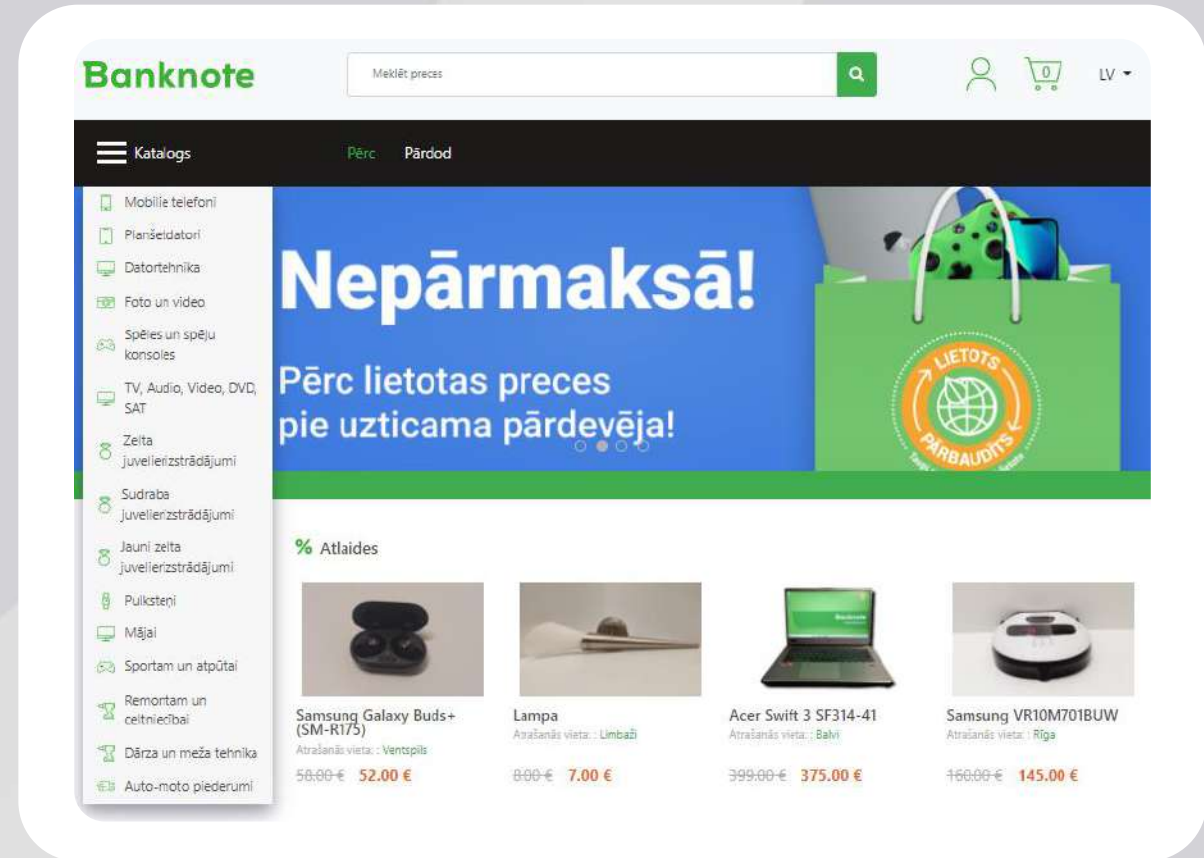 Banknote
Meklēt preces
0
LV
Katalogs
Pērc
Pārdod
Mobilie telefoni
Planšetdatori
Datortehnika
Foto un video
Spēles un spēļu
konsoles
TV, Audio, Video, DVD,
SAT
Zelta
juvelierizstrādājumi
Sudraba
juvelierizstrādājumi
Jauni zelta
juvelierizstrādājumi
Pulksteņi
Mājai
Sportam un atpūtai
Remontam un
celtniecībai
Dārza un meža tehnika
Auto-moto piederumi
Nepārmaksā!
Pērc lietotas preces
pie uzticama pārdevēja!
LIETOTS
PĀRBAUDĪTS
% Atlaides
Samsung Galaxy Buds+
(SM-R175)
Atrašanās vieta: : Ventspils
58.00 € 52.00 €
Lampa
Atrašanās vieta: : Limbaži
8.00 € 7.00 €
Banknote
Acer Swift 3 SF314-41
Atrašanās vieta: : Balvi
399.00 € 375.00 €
Samsung VR10M701BUW
Atrašanās vieta: : Rīga
160.00 € 145.00 €